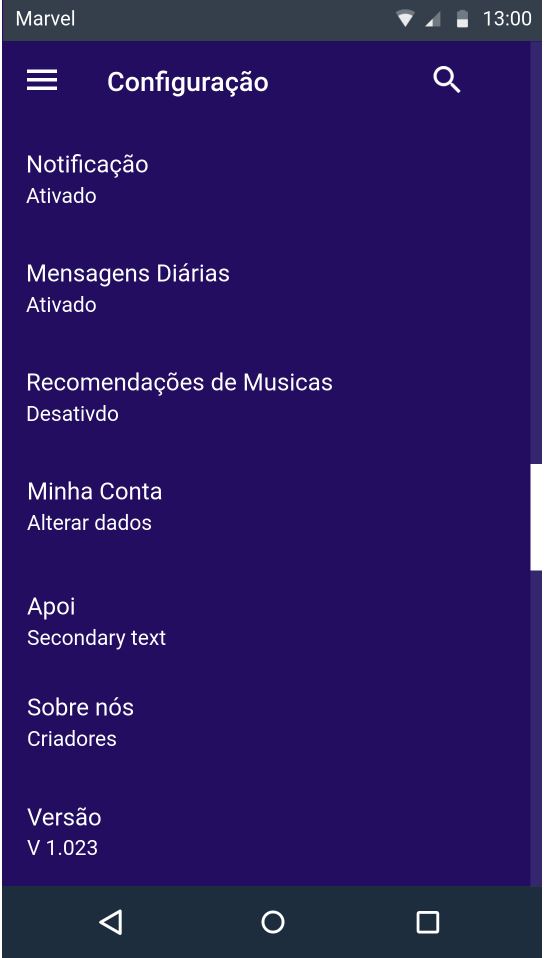 Marvel 13:00
Configuração
Notificação
Ativado
Mensagens Diárias
Ativado
Recomendações de Musicas
Desativdo
Minha Conta
Alterar dados
Apoi
Secondary text
Sobre nós
Criadores
Versão
V 1.023